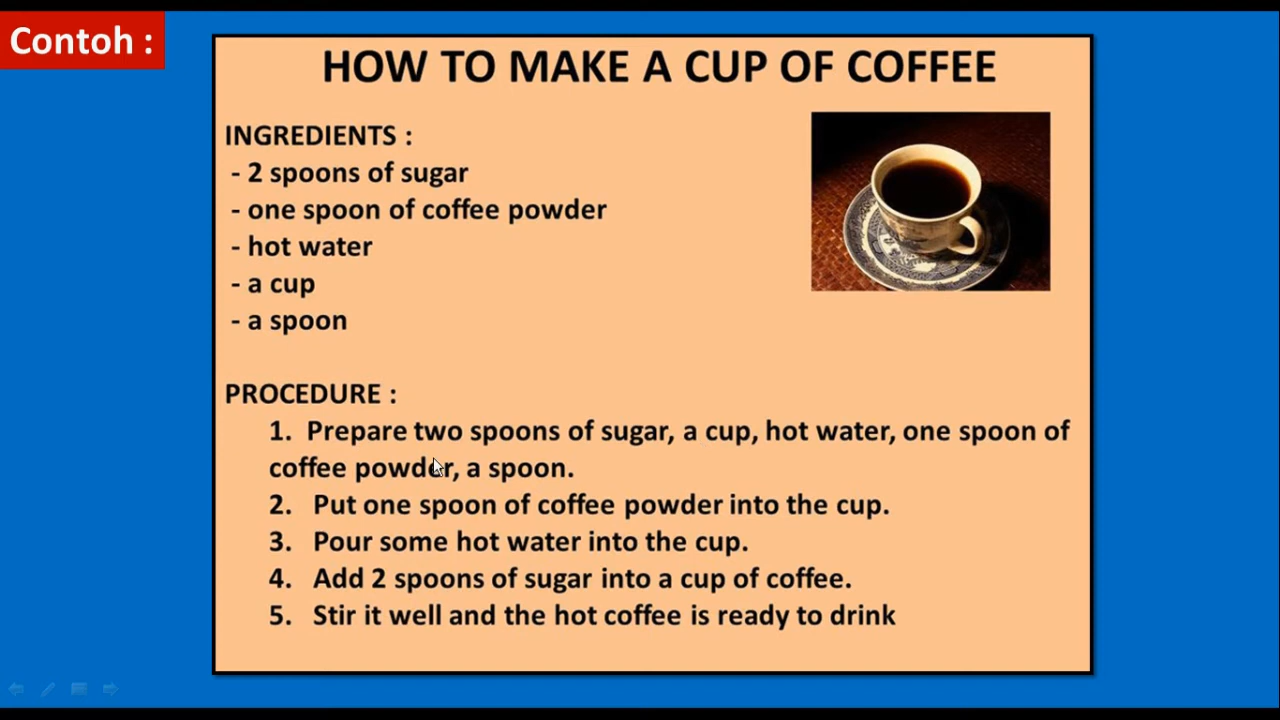 Contoh :
HOW TO MAKE A CUP OF COFFEE
INGREDIENTS :
- 2 spoons of sugar
- one spoon of coffee powder
- hot water
- a cup
- a spoon
PROCEDURE :
1. Prepare two spoons of sugar, a cup, hot water, one spoon of
coffee powder, a spoon.
2. Put one spoon of coffee powder into the cup.
3. Pour some hot water into the cup.
4. Add 2 spoons of sugar into a cup of coffee.
5. Stir it well and the hot coffee is ready to drink